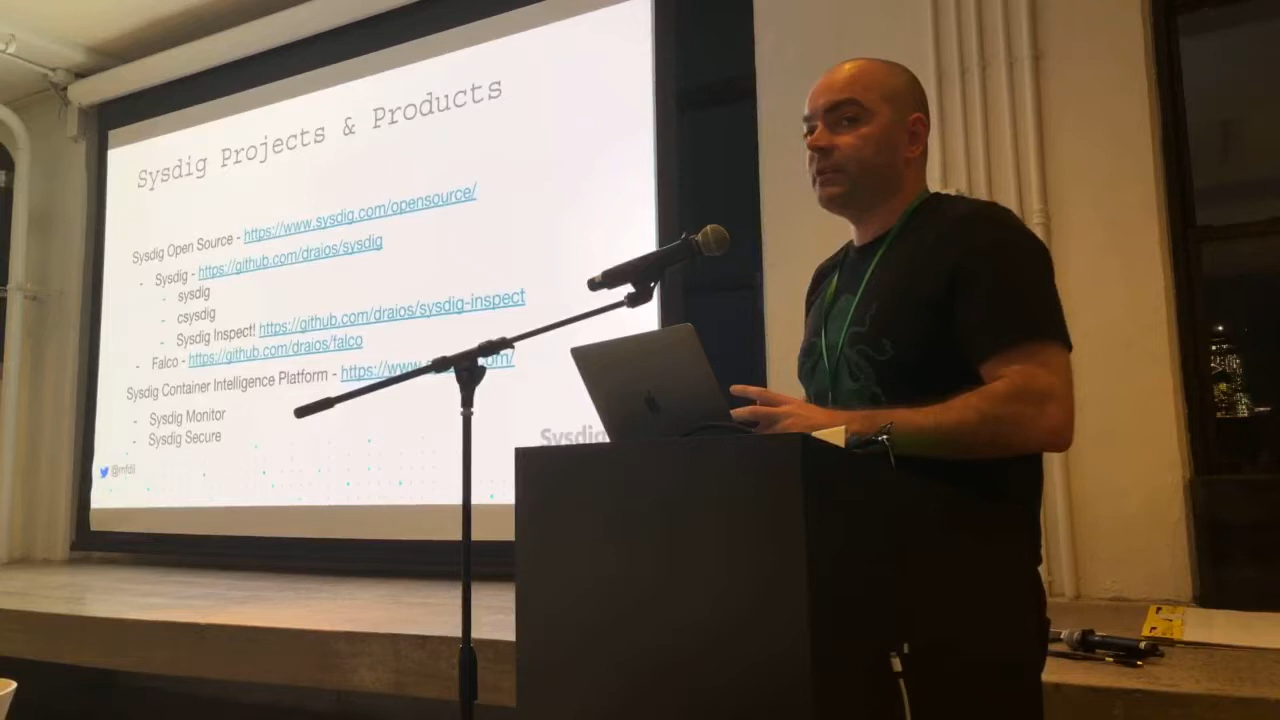 Sysdig Projects & Products
Sysdig Open Source - https://www.sysdig.com/opensource/
- Sysdig - https://github.com/draios/sysdig
- sysdig
- csysdig
- Sysdig Inspect! https://github.com/draios/sysdig-inspect
- Falco - https://github.com/draios/falco
Sysdig Container Intelligence Platform - https://www
- Sysdig Monitor
- Sysdig Secure
@mfdii
Sysdig